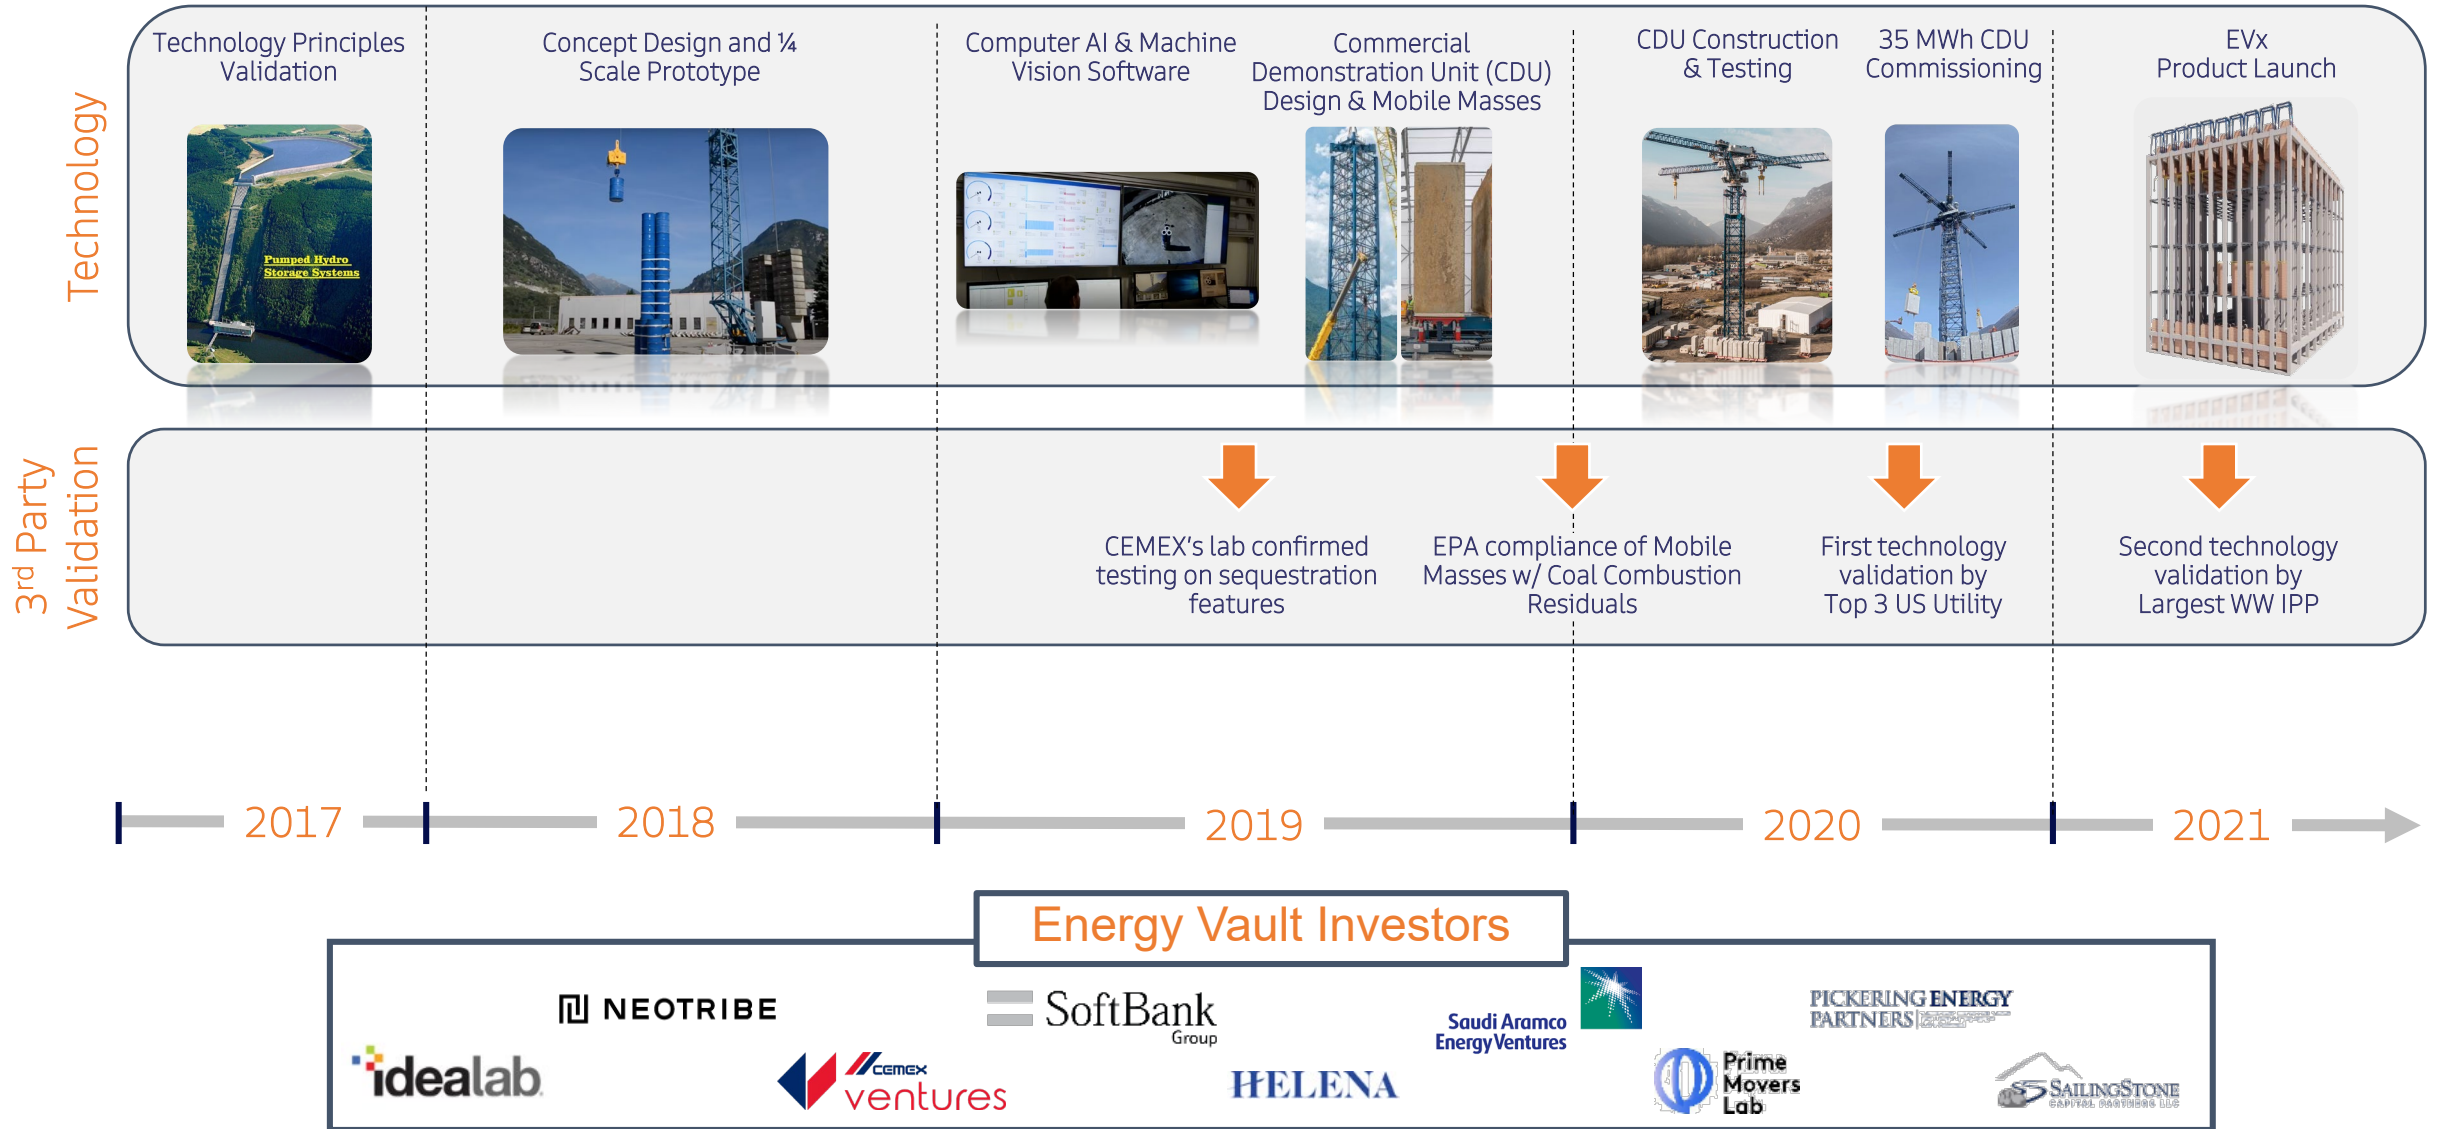 Technology
Technology Principles
Validation
Concept Design and ¼
Scale Prototype
Computer AI & Machine
Vision Software
Commercial
Demonstration Unit (CDU)
Design & Mobile Masses
CDU Construction
& Testing
35 MWh CDU
Commissioning
EVx
Product Launch
Pumped Hydro
Storage Systems
3rd Party
Validation
CEMEX's lab confirmed
testing on sequestration
features
EPA compliance of Mobile
Masses w/ Coal Combustion
Residuals
First technology
validation by
Top 3 US Utility
Second technology
validation by
Largest WW IPP
2017
2018
2019
2020
2021
Energy Vault Investors
NEOTRIBE
SoftBank
Group
Saudi Aramco
Energy Ventures
PICKERING ENERGY
PARTNERS
idealab
CEMEX
ventures
HELENA
Prime
Movers
Lab
SAILINGSTONE
CAPITAL PARTNERS LLC